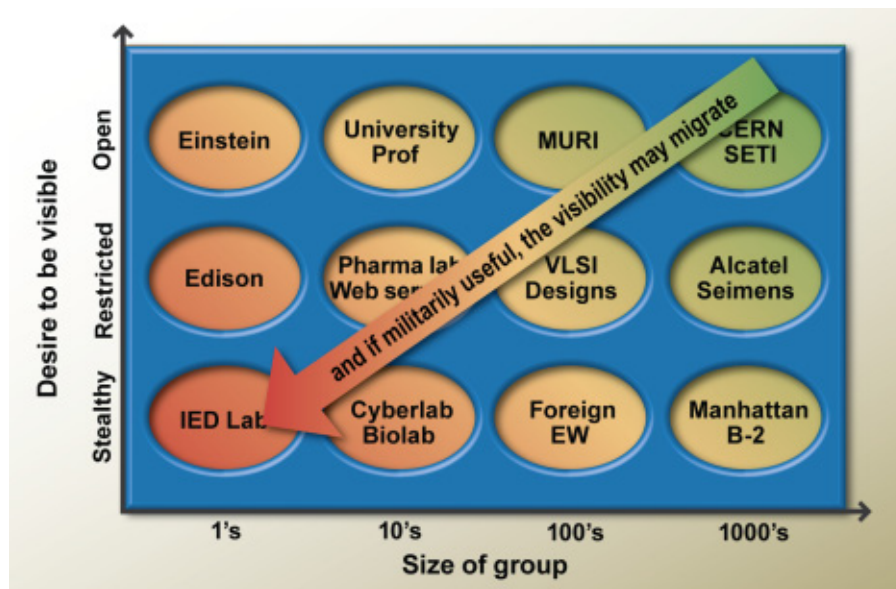 Desire to be visible
Open
Restricted
Stealthy
Einstein
University
Prof
MURI
SETI
Edison
Pharma lab
Web
VLSI
Designs
Alcatel
Seimens
IED Lab
Cyberlab
Biolab
Foreign
EW
Manhattan
B-2
and if militarily useful, the visibility may migrate
1's
10's
100's
1000's
Size of group